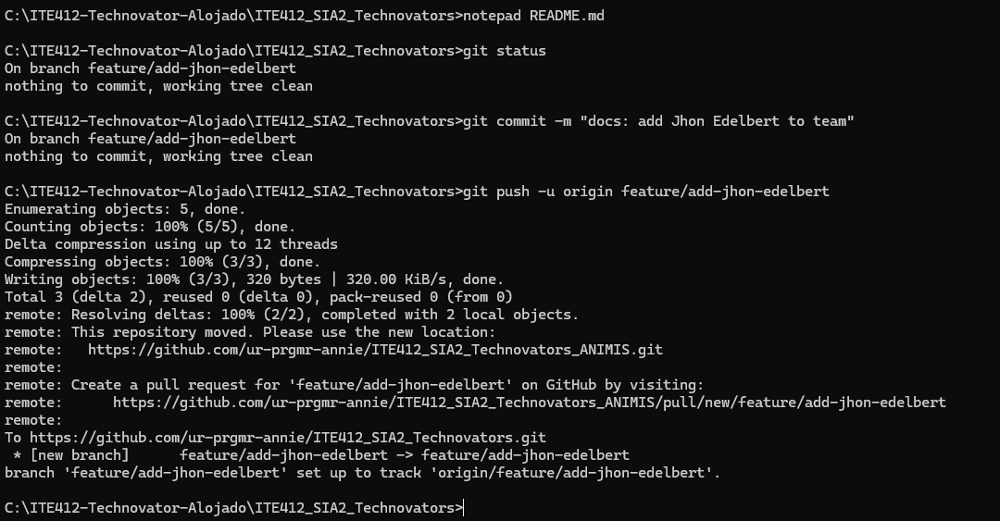 C:\ITE412-Technovator-Alojado\ITE412_SIA2_Technovators>notepad README.md
C:\ITE412-Technovator-Alojado\ITE412_SIA2_Technovators>git status
On branch feature/add-jhon-edelbert
nothing to commit, working tree clean
C:\ITE412-Technovator-Alojado\ITE412_SIA2_Technovators>git commit -m "docs: add Jhon Edelbert to team"
On branch feature/add-jhon-edelbert
nothing to commit, working tree clean
C:\ITE412-Technovator-Alojado\ITE412_SIA2_Technovators>git push -u origin feature/add-jhon-edelbert
Enumerating objects: 5, done.
Counting objects: 100% (5/5), done.
Delta compression using up to 12 threads
Compressing objects: 100% (3/3), done.
Writing objects: 100% (3/3), 320 bytes | 320.00 KiB/s, done.
Total 3 (delta 2), reused 0 (delta 0), pack-reused 0 (from 0)
remote: Resolving deltas: 100% (2/2), completed with 2 local objects.
remote: This repository moved. Please use the new location:
remote:   https://github.com/ur-prgmr-annie/ITE412_SIA2_Technovators_ANIMIS.git
remote:
remote: Create a pull request for 'feature/add-jhon-edelbert' on GitHub by visiting:
remote:      https://github.com/ur-prgmr-annie/ITE412_SIA2_Technovators_ANIMIS/pull/new/feature/add-jhon-edelbert
remote:
To https://github.com/ur-prgmr-annie/ITE412_SIA2_Technovators.git
 * [new branch]      feature/add-jhon-edelbert -> feature/add-jhon-edelbert
branch 'feature/add-jhon-edelbert' set up to track 'origin/feature/add-jhon-edelbert'.
C:\ITE412-Technovator-Alojado\ITE412_SIA2_Technovators>